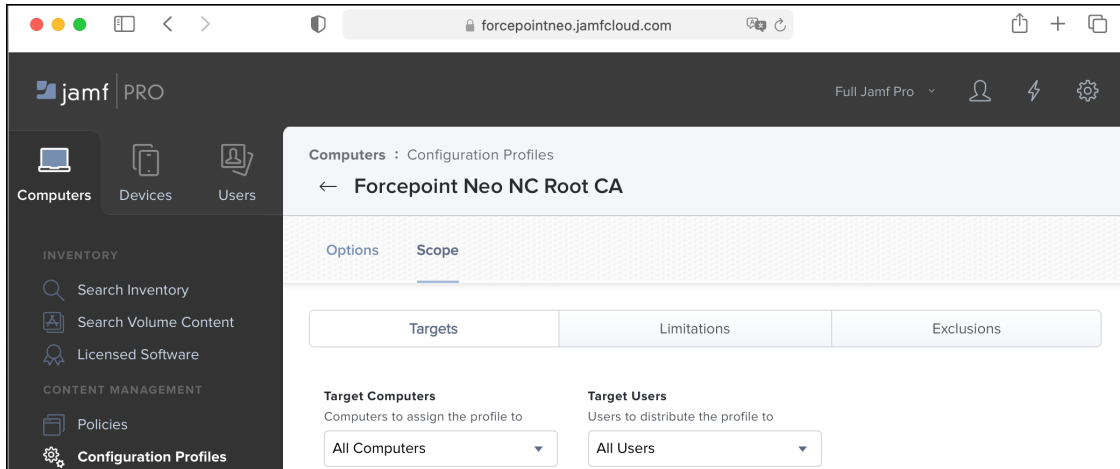 forcepointneo.jamfcloud.com
jamf PRO
Full Jamf Pro
Computers
Devices
Users
INVENTORY
Search Inventory
Search Volume Content
Licensed Software
CONTENT MANAGEMENT
Policies
Configuration Profiles
Computers : Configuration Profiles
← Forcepoint Neo NC Root CA
Options
Scope
Targets
Limitations
Exclusions
Target Computers
Computers to assign the profile to
All Computers
Target Users
Users to distribute the profile to
All Users